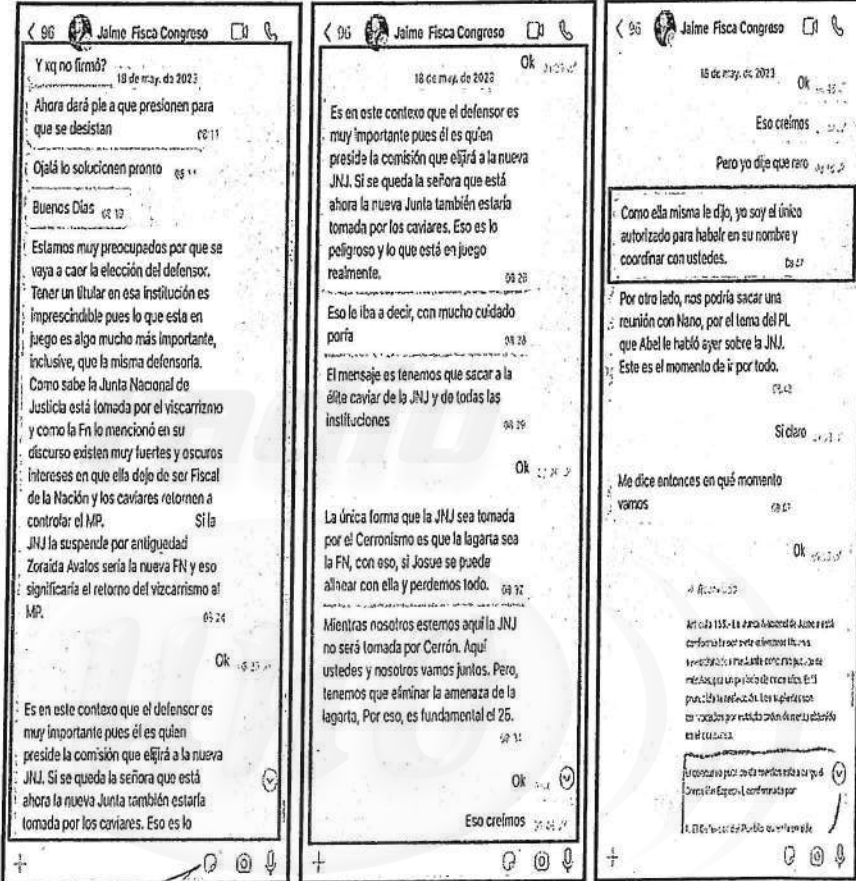 < 96 Jaime Fisca Congreso
Y xq no firmó?
18 de may. de 2023
Ahora dará pie a que presionen para
que se desistan 08:11
Ojalá lo solucionen pronto
Buenos Días
Estamos muy preocupados por que se
vaya a caer la elección del defensor.
Tener un titular en esa institución es
imprescindible pues lo que esta en
juego es algo mucho más importante,
inclusive, que la misma defensoría.
Como sabe la Junta Nacional de
Justicia está tomada por el viscarrizmo
y como la Fn lo mencionó en su
discurso existen muy fuertes y oscuros
intereses en que ella deje de ser Fiscal
de la Nación y los caviares retornen a
controlar el MP. Si la
JNJ la suspende por antiguedad
Zoraida Avalos sería la nueva FN y eso
significaría el retorno del vizcarrismo al
MP. 08:24
Ok
Es en este contexo que el defensor es
muy importante pues él es quien
preside la comisión que elijrá a la nueva
JNJ. Si se queda la señora que está
ahora la nueva Junta también estaría
tomada por los caviares. Eso es lo
< 96 Jaime Fisca Congreso
Ok
18 de may. de 2023
Es en este contexo que el defensor es
muy importante pues él es quien
preside la comisión que elijrá a la nueva
JNJ. Si se queda la señora que está
ahora la nueva Junta también estaría
tomada por los caviares. Eso es lo
peligroso y lo que está en juego
realmente. 08:28
Eso le iba a decir, con mucho cuidado
porfa 08:28
El mensaje es tenemos que sacar a la
élite caviar de la JNJ y de todas las
instituciones 08:29
Ok
La única forma que la JNJ sea tomada
por el Cerronismo es que la lagarta sea
la FN, con eso, si Josue se puede
alinear con ella y perdemos todo.
Mientras nosotros estemos aquí la JNJ
no será tomada por Cerrón. Aquí
ustedes y nosotros vamos juntos. Pero,
tenemos que eliminar la amenaza de la
lagarta, Por eso, es fundamental el 25.
Ok
Eso creímos
< 96 Jaime Fisca Congreso
18 de may. de 2023
Ok
Eso creímos
Pero yo dije que raro
Como ella misma le dijo, yo soy el único
autorizado para habalr en su nombre y
coordinar con ustedes.
Por otro lado, nos podría sacar una
reunión con Nano, por el tema del PL
que Abel le habló ayer sobre la JNJ.
Este es el momento de ir por todo.
Si claro
Me dice entonces en qué momento
vamos
Ok